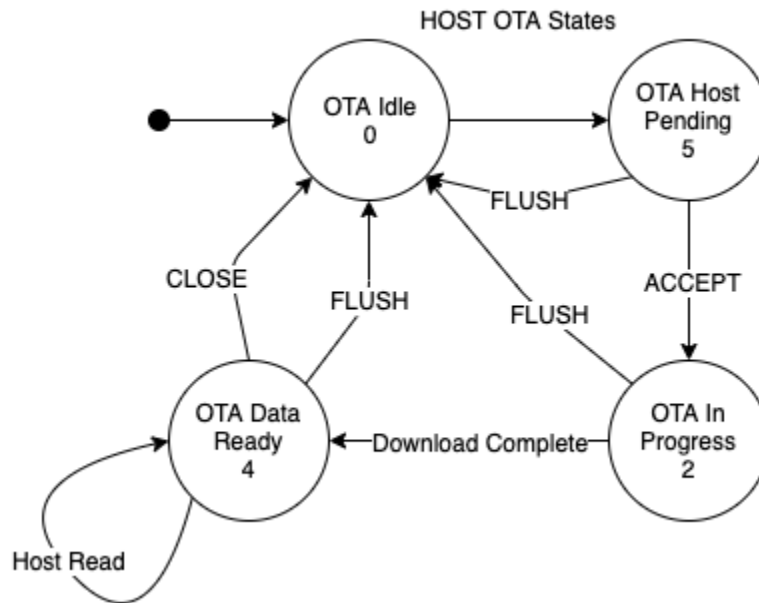 HOST OTA States
OTA Idle
0
OTA Host
Pending
5
FLUSH
CLOSE
FLUSH
FLUSH
ACCEPT
OTA Data
Ready
4
Download Complete
OTA In
Progress
2
Host Read